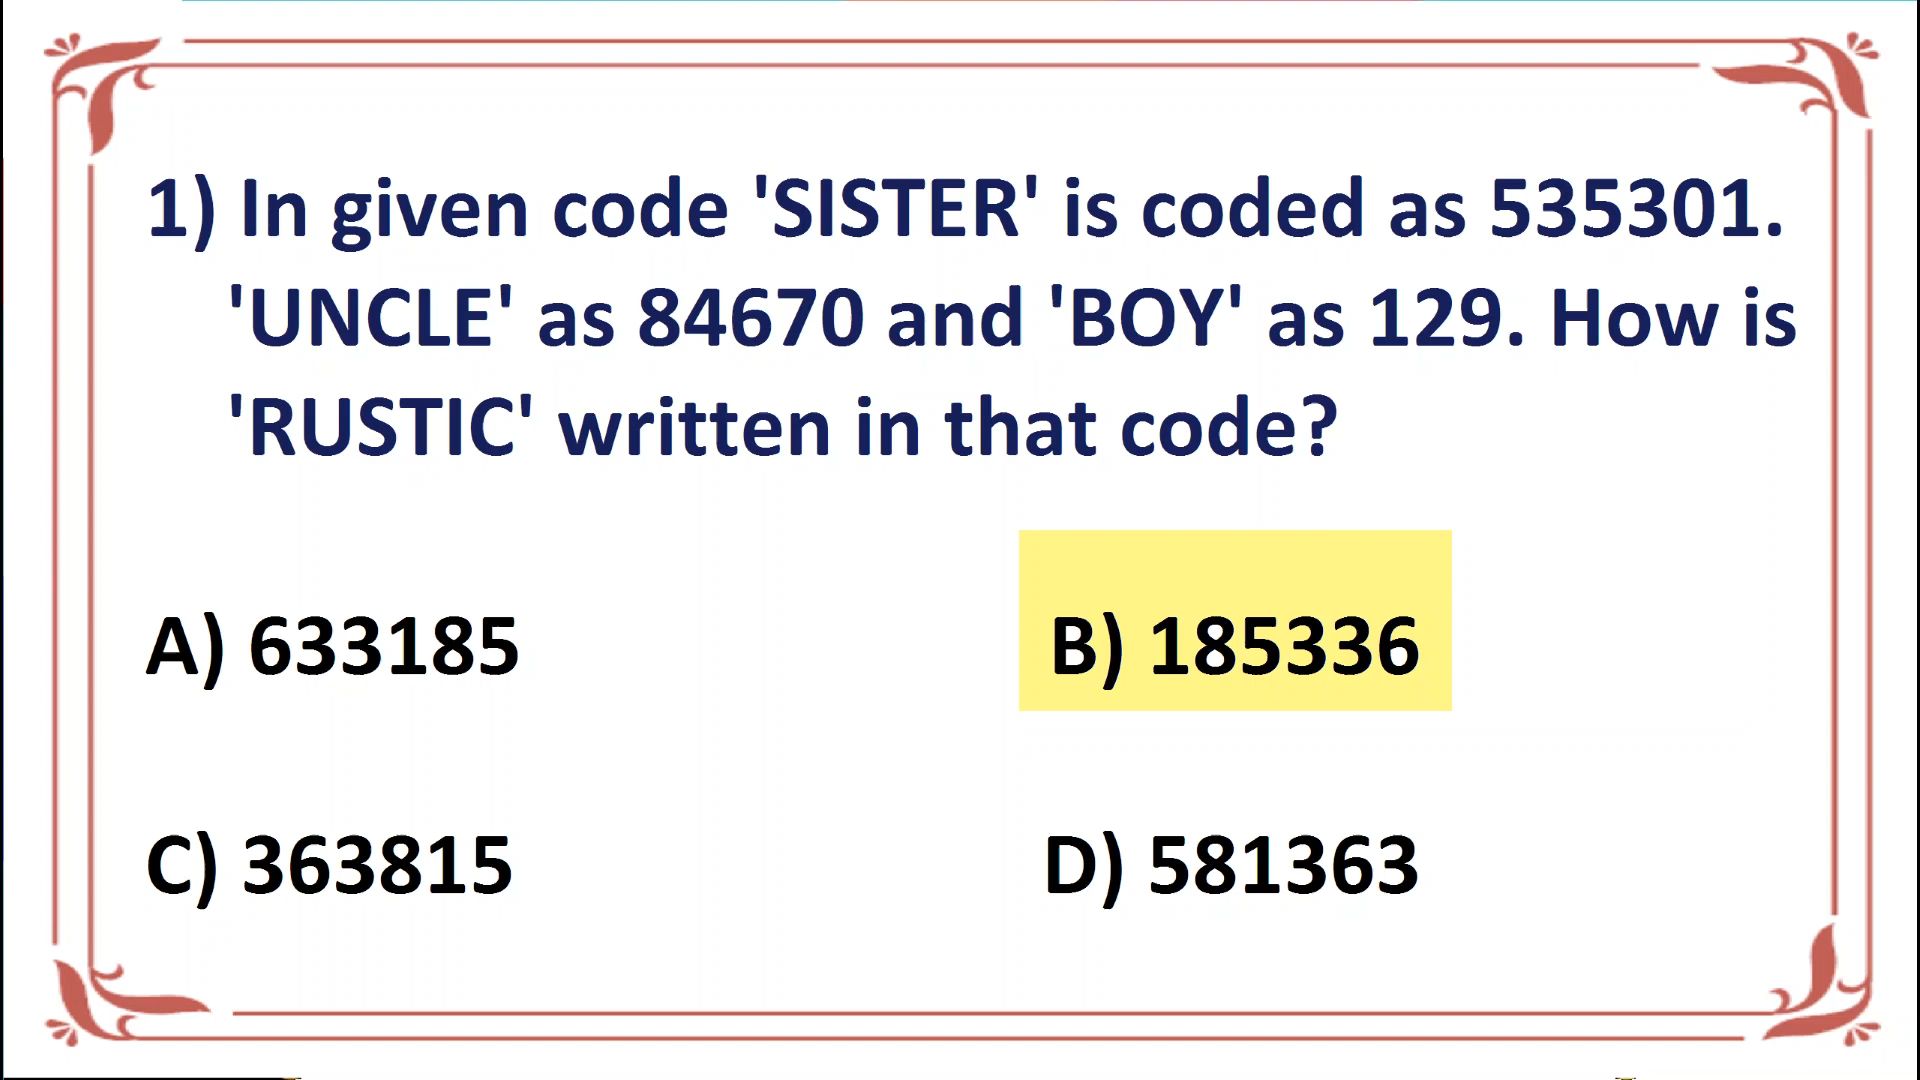 1) In given code 'SISTER' is coded as 535301.
'UNCLE' as 84670 and 'BOY' as 129. How is
'RUSTIC' written in that code?
A) 633185 B) 185336
C) 363815 D) 581363